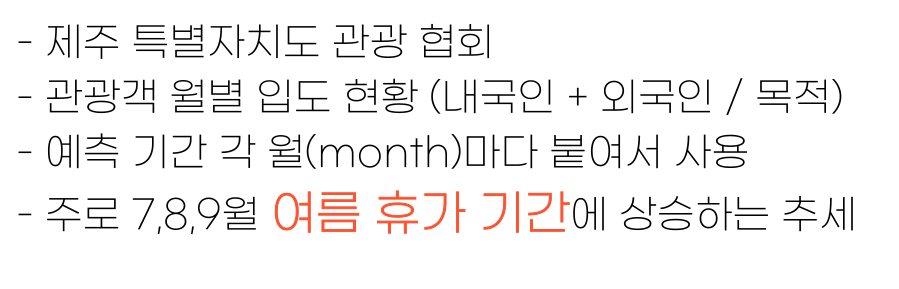 - 제주 특별자치도 관광 협회
- 관광객 월별 입도 현황 (내국인 + 외국인 / 목적)
- 예측 기간 각 월(month)마다 붙여서 사용
- 주로 7,8,9월 여름 휴가 기간에 상승하는 추세